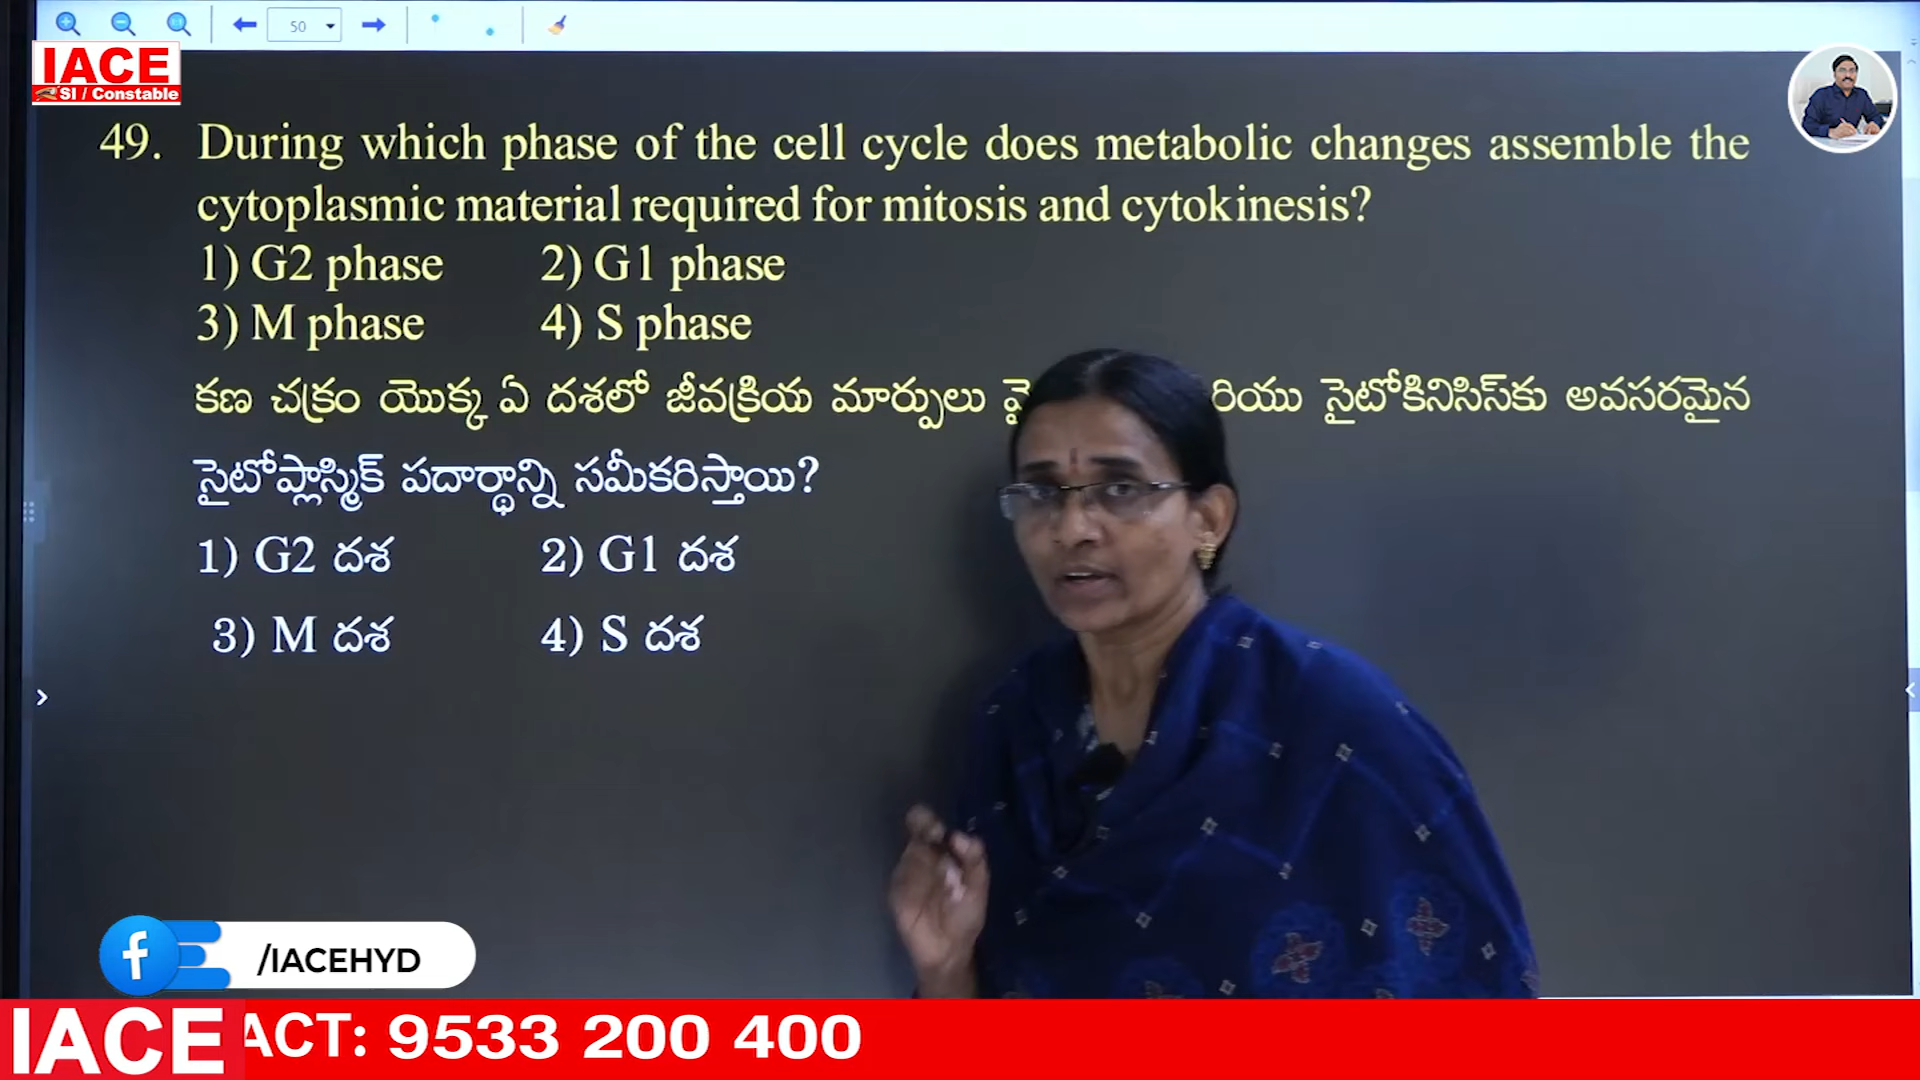 50
IACE
SI / Constable
49. During which phase of the cell cycle does metabolic changes assemble the
cytoplasmic material required for mitosis and cytokinesis?
1) G2 phase 2) G1 phase
3) M phase 4) S phase
కణ చక్రం యొక్క ఏ దశలో జీవక్రియ మార్పులు సైటోకినిసిస్‌కు అవసరమైన
సైటోప్లాస్మిక్ పదార్థాన్ని సమీకరిస్తాయి?
1) G2 దశ 2) G1 దశ
3) M దశ 4) S దశ
/IACEHYD
IACE ACT: 9533 200 400